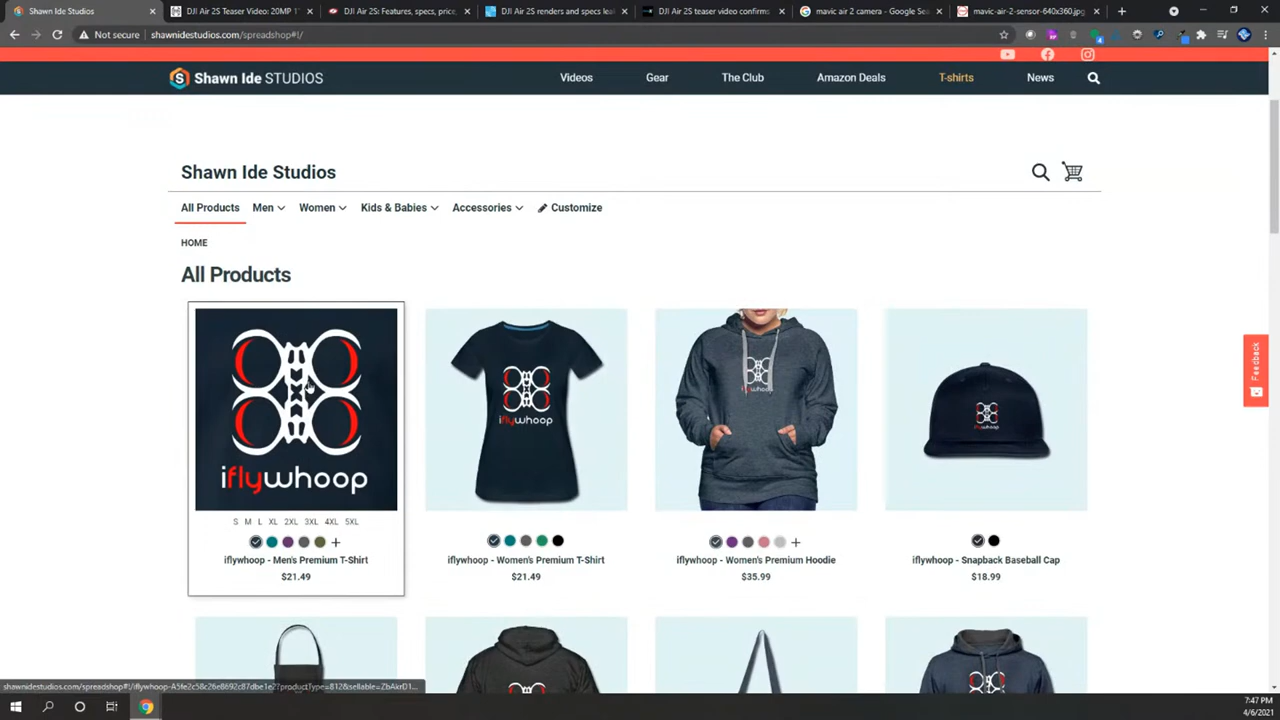 Shawn Ide Studios
DJI Air 2S Teaser Video: 20MP 1"
DJI Air 2S: Features, specs, price,
DJI Air 2S renders and specs leak
DJI Air 2S teaser video confirms
mavic air 2 camera - Google Se
mavic-air-2-sensor-640x360.jpg
Not secure shawnidestudios.com/spreadshop#!/
Shawn Ide STUDIOS
Videos
Gear
The Club
Amazon Deals
T-shirts
News
Shawn Ide Studios
All Products
Men
Women
Kids & Babies
Accessories
Customize
HOME
All Products
iflywhoop
iflywhoop
iflywhoop
iflywhoop
Feedback
S M L XL 2XL 3XL 4XL 5XL
iflywhoop - Men's Premium T-Shirt
$21.49
iflywhoop - Women's Premium T-Shirt
$21.49
iflywhoop - Women's Premium Hoodie
$35.99
iflywhoop - Snapback Baseball Cap
$18.99
7:47 PM
4/6/2021